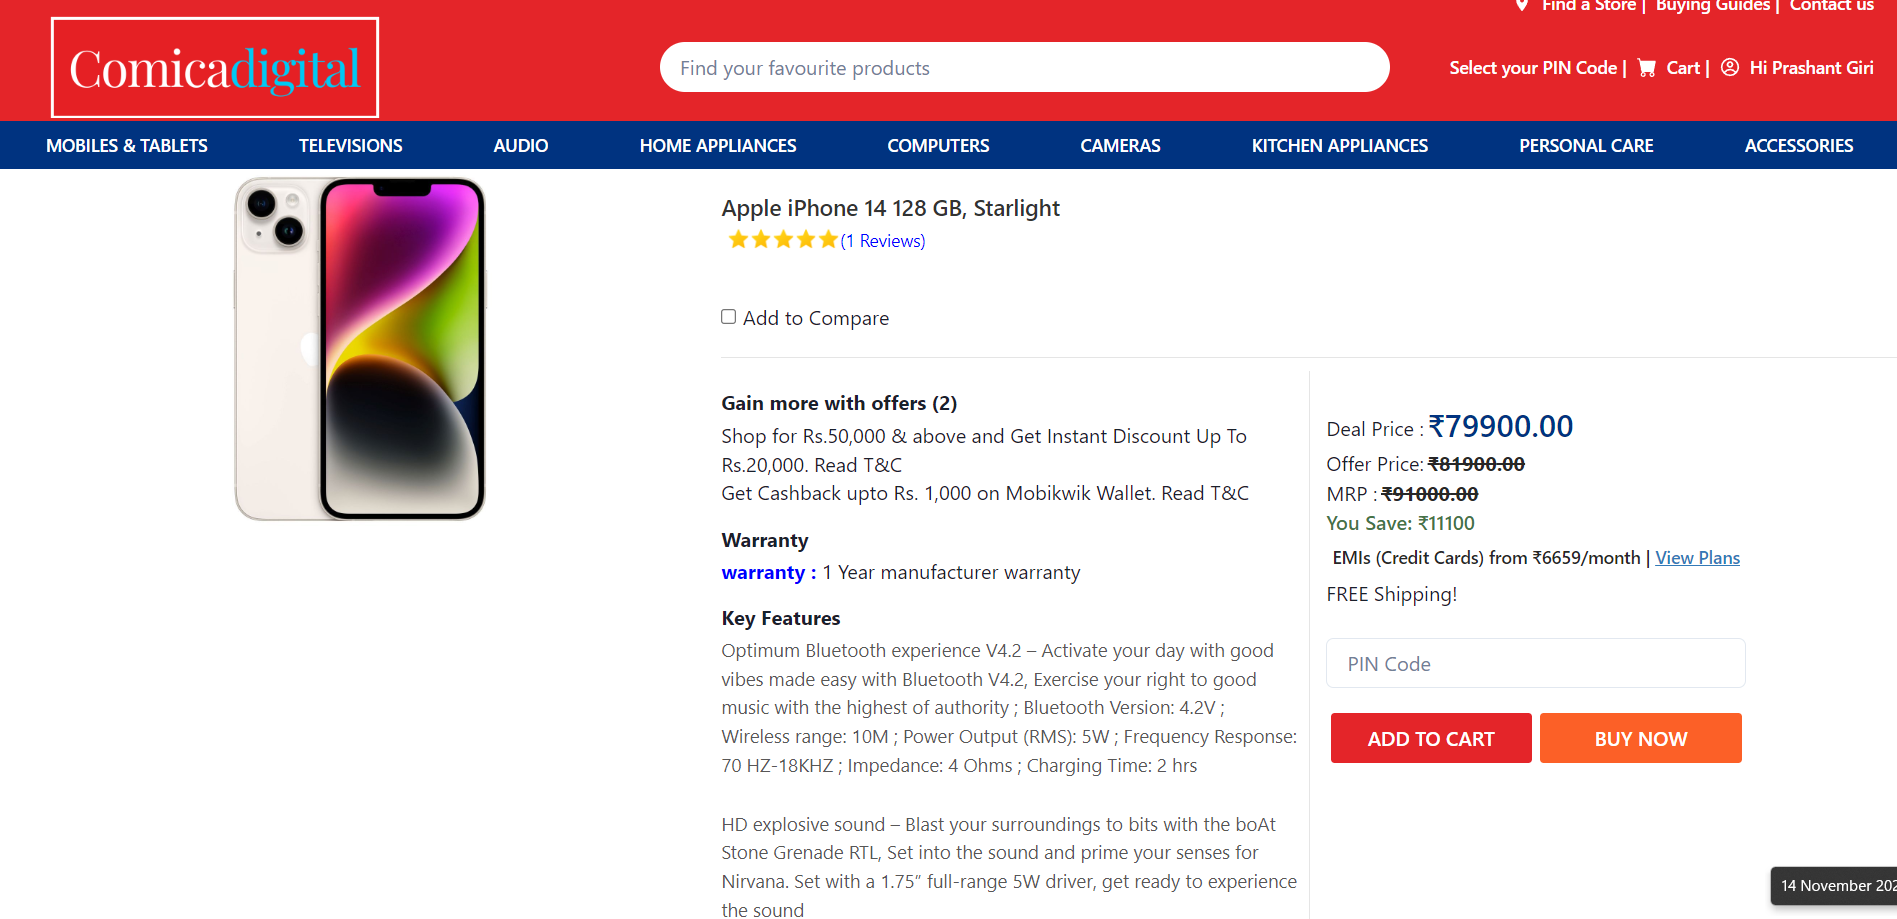 Find a Store | Buying Guides | Contact us
Comicadigital
Find your favourite products
Select your PIN Code | Cart | Hi Prashant Giri
MOBILES & TABLETS TELEVISIONS AUDIO HOME APPLIANCES COMPUTERS CAMERAS KITCHEN APPLIANCES PERSONAL CARE ACCESSORIES
Apple iPhone 14 128 GB, Starlight
(1 Reviews)
Add to Compare
Gain more with offers (2)
Shop for Rs.50,000 & above and Get Instant Discount Up To
Rs.20,000. Read T&C
Get Cashback upto Rs. 1,000 on Mobikwik Wallet. Read T&C
Warranty
warranty : 1 Year manufacturer warranty
Key Features
Optimum Bluetooth experience V4.2 – Activate your day with good
vibes made easy with Bluetooth V4.2, Exercise your right to good
music with the highest of authority ; Bluetooth Version: 4.2V ;
Wireless range: 10M ; Power Output (RMS): 5W ; Frequency Response:
70 HZ-18KHZ ; Impedance: 4 Ohms ; Charging Time: 2 hrs
HD explosive sound – Blast your surroundings to bits with the boAt
Stone Grenade RTL, Set into the sound and prime your senses for
Nirvana. Set with a 1.75” full-range 5W driver, get ready to experience
the sound
Deal Price : ₹79900.00
Offer Price: ₹81900.00
MRP : ₹91000.00
You Save: ₹11100
EMIs (Credit Cards) from ₹6659/month | View Plans
FREE Shipping!
PIN Code
ADD TO CART BUY NOW
14 November 202